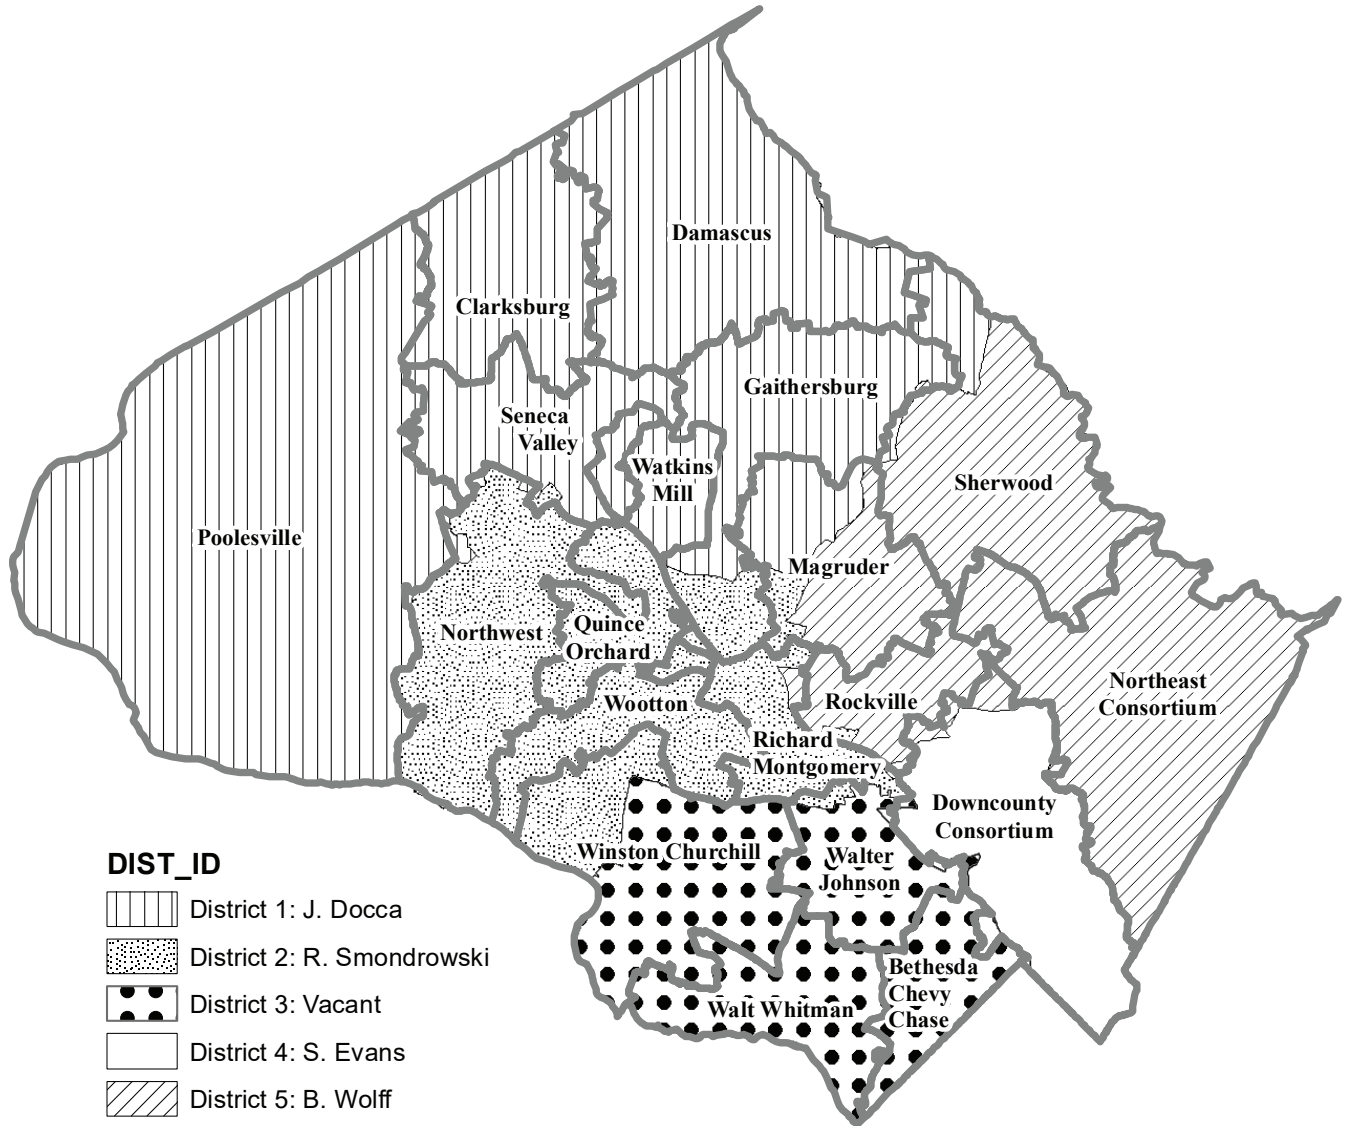 Damascus
Clarksburg
Gaithersburg
Seneca
Valley
Watkins
Mill
Sherwood
Poolesville
Magruder
Quince
Orchard
Northwest
Northeast
Consortium
Rockville
Wootton
Richard
Montgomery
Downcounty
Consortium
Winston Churchill
Walter
Johnson
Bethesda
Chevy
Chase
Walt Whitman
DIST_ID
District 1: J. Docca
District 2: R. Smondrowski
District 3: Vacant
District 4: S. Evans
District 5: B. Wolff